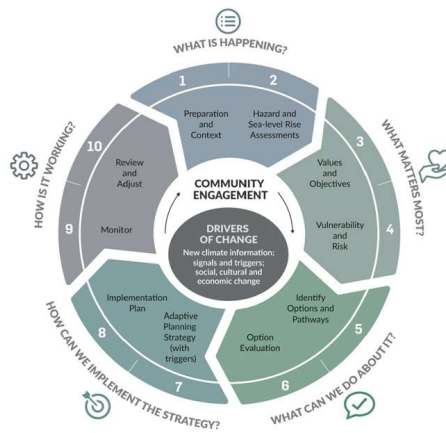 WHAT IS HAPPENING?
1
Preparation
and
Context
2
Hazard and
Sea-level Rise
Assessments
WHAT MATTERS MOST?
3
Values
and
Objectives
4
Vulnerability
and
Risk
WHAT CAN WE DO ABOUT IT?
5
Identify
Options and
Pathways
6
Option
Evaluation
HOW CAN WE IMPLEMENT THE STRATEGY?
7
Adaptive
Planning
Strategy
(with
triggers)
8
Implementation
Plan
HOW IS IT WORKING?
9
Monitor
10
Review
and
Adjust
COMMUNITY
ENGAGEMENT
DRIVERS
OF CHANGE
New climate information;
signals and triggers;
social, cultural and
economic change